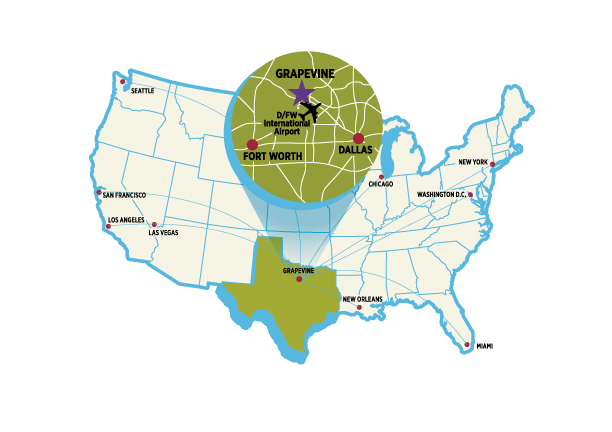 GRAPEVINE
D/FW
International
Airport
FORT WORTH
DALLAS
SEATTLE
SAN FRANCISCO
LOS ANGELES
LAS VEGAS
CHICAGO
NEW YORK
WASHINGTON D.C.
GRAPEVINE
NEW ORLEANS
MIAMI